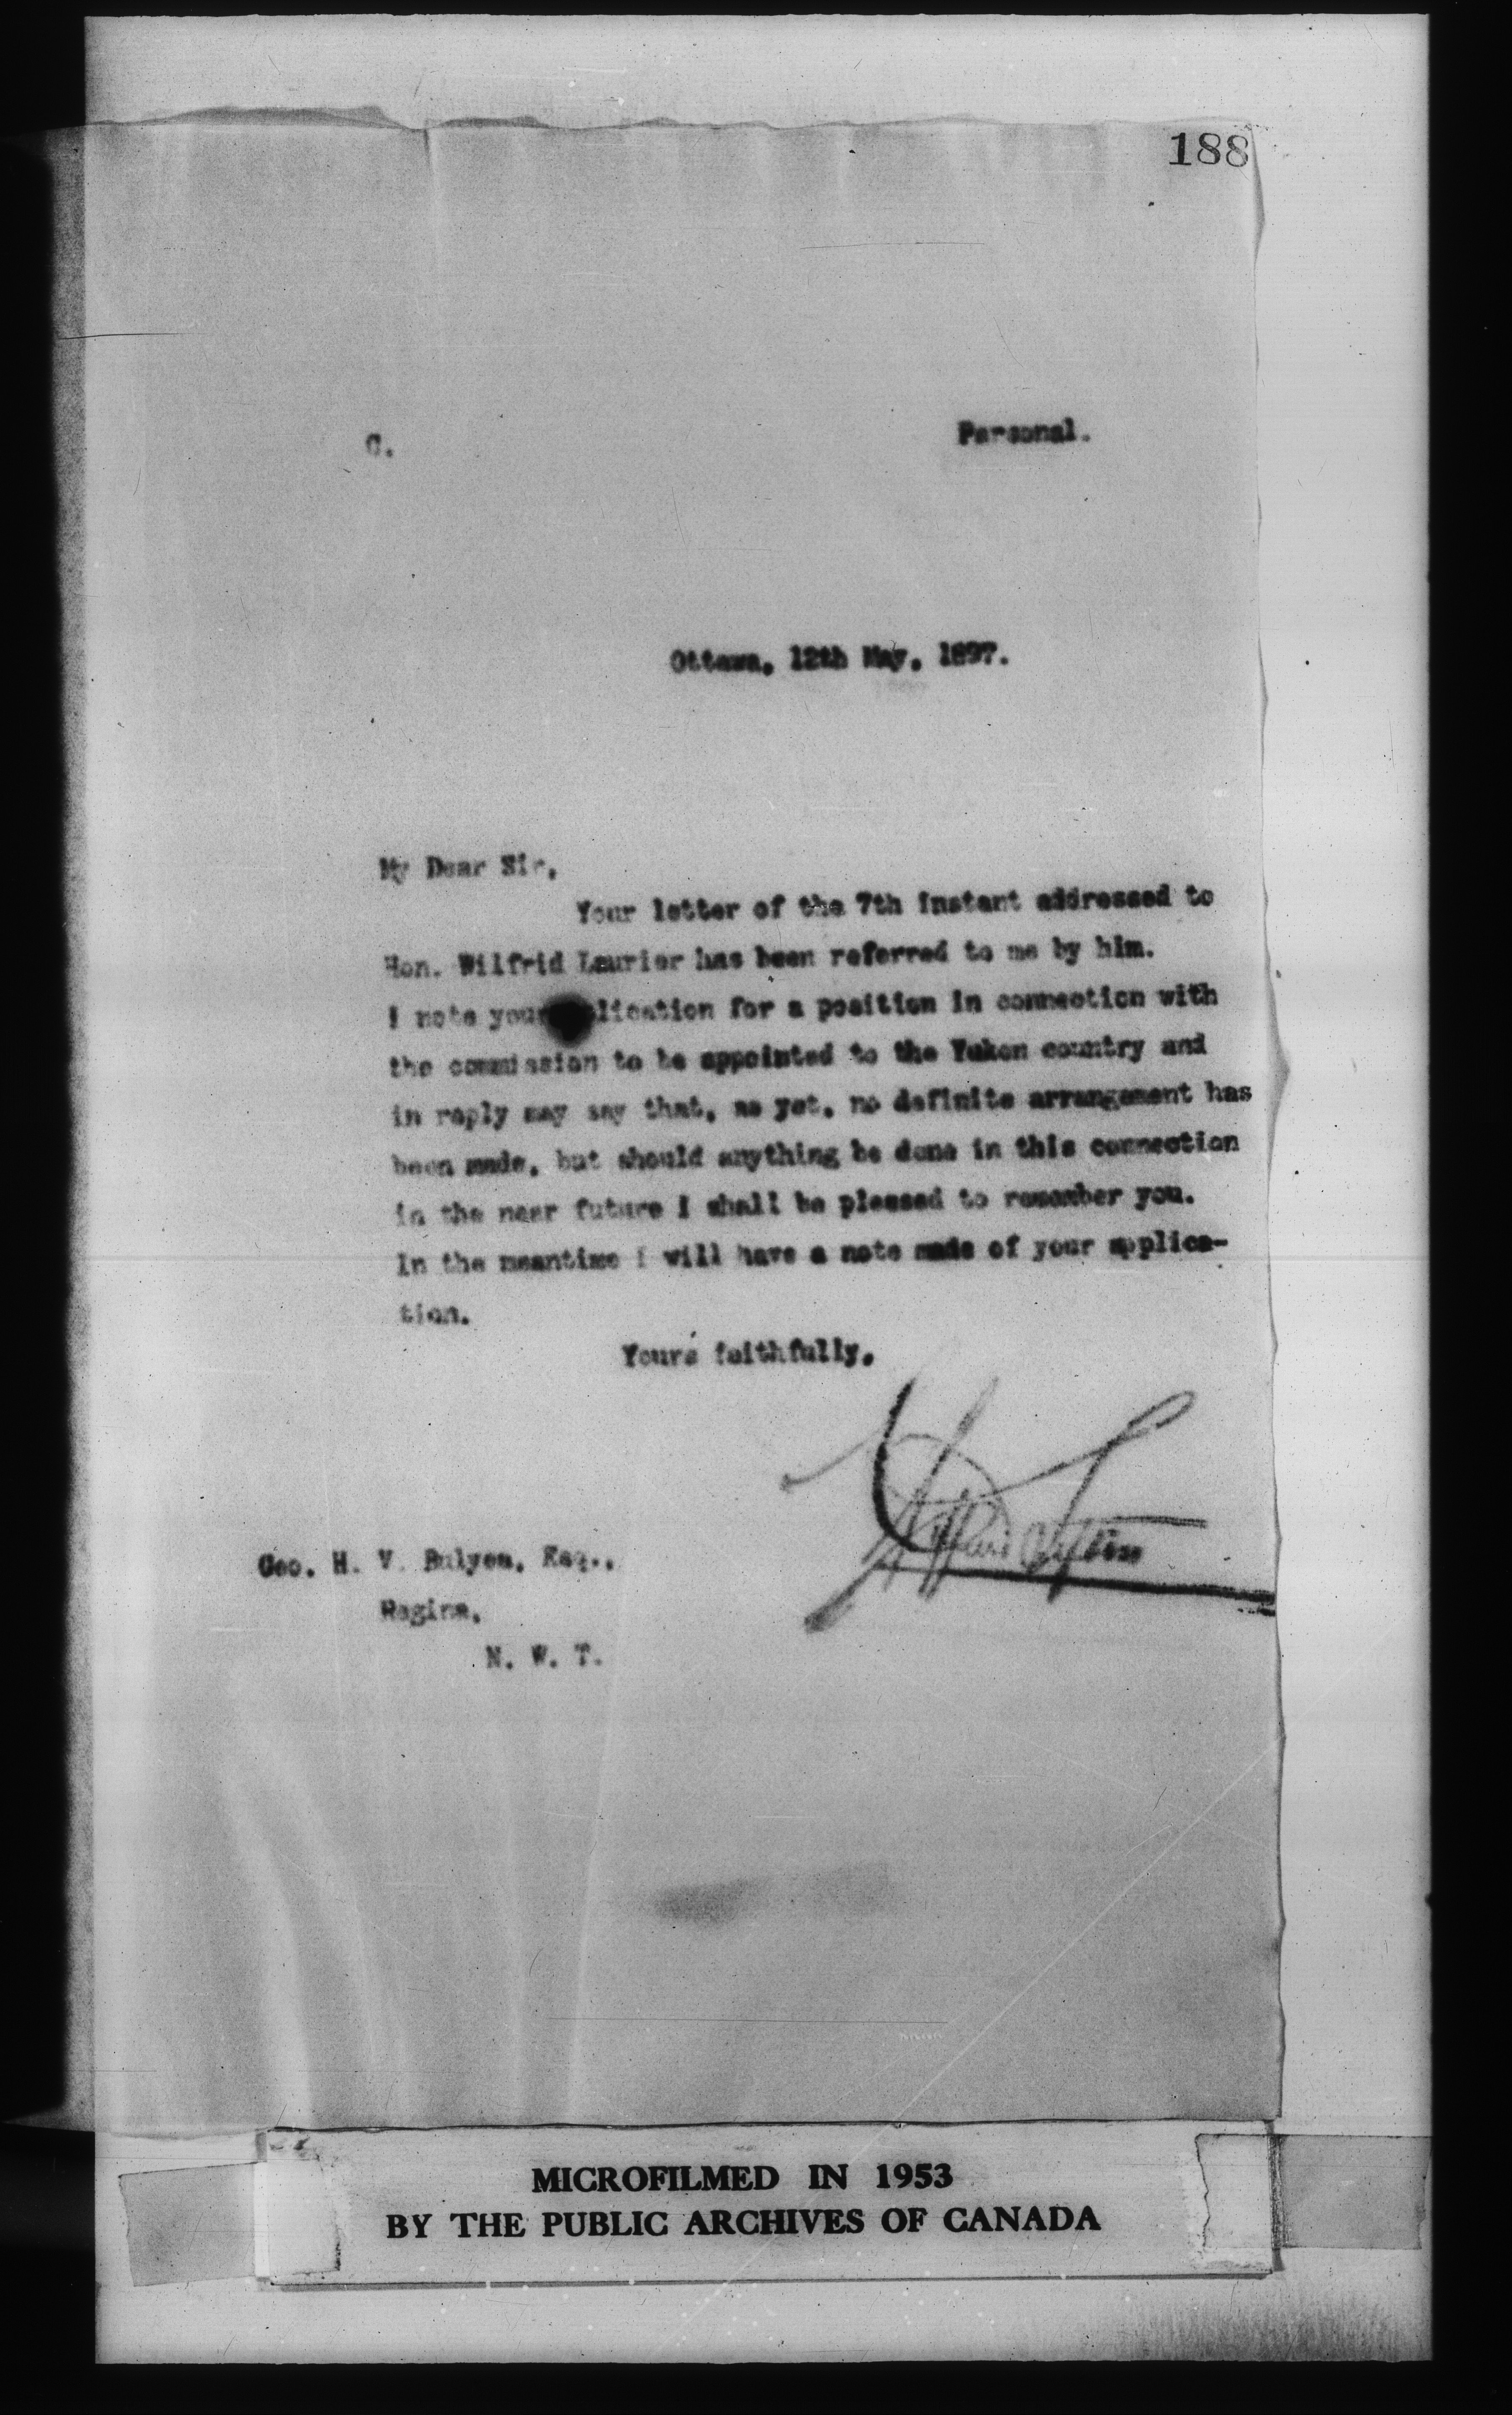 188
C. Personal.
Ottawa, 12th May, 1897.
My Dear Sir,
Your letter of the 7th instant addressed to
Hon. Wilfrid Laurier has been referred to me by him.
I note your lication for a position in connection with
the commission to be appointed to the Yukon country and
in reply may say that, as yet, no definite arrangement has
been made, but should anything be done in this connection
in the near future I shall be pleased to remember you.
In the meantime I will have a note made of your applica-
tion.
Yours faithfully,
Clifford Sifton
Geo. H. V. Bulyea, Esq.,
Regina,
N. W. T.
MICROFILMED IN 1953
BY THE PUBLIC ARCHIVES OF CANADA